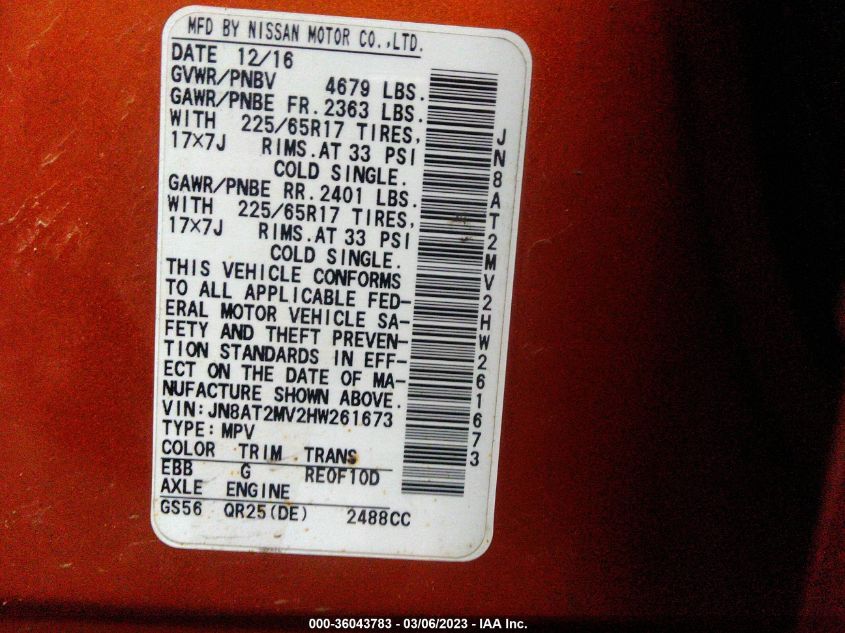 MFD BY NISSAN MOTOR CO.,LTD.
DATE 12/16
GVWR/PNBV 4679 LBS.
GAWR/PNBE FR.2363 LBS.
WITH 225/65R17 TIRES,
17×7J RIMS.AT 33 PSI
COLD SINGLE.
GAWR/PNBE RR.2401 LBS.
WITH 225/65R17 TIRES,
17×7J RIMS.AT 33 PSI
COLD SINGLE.
THIS VEHICLE CONFORMS
TO ALL APPLICABLE FED-
ERAL MOTOR VEHICLE SA-
FETY AND THEFT PREVEN-
TION STANDARDS IN EFF-
ECT ON THE DATE OF MA-
NUFACTURE SHOWN ABOVE.
VIN:JN8AT2MV2HW261673
TYPE:MPV
COLOR TRIM TRANS
EBB G RE0F10D
AXLE ENGINE
GS56 QR25(DE) 2488CC
JN8AT2MV2HW261673
000-36043783 - 03/06/2023 - IAA Inc.